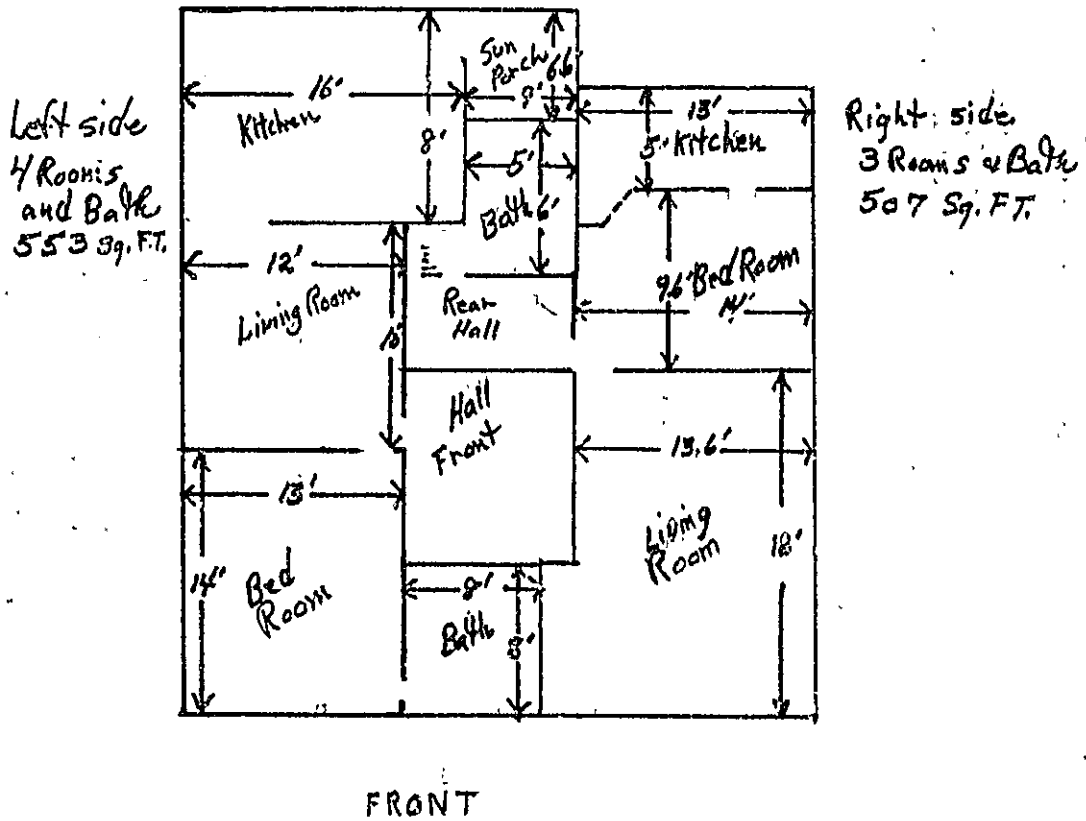 Sun
Porch
6.6'
16'
Kitchen
8'
9'
13'
5' Kitchen
Left side
4 Rooms
and Bath
553 Sq. FT.
Right side
3 Rooms & Bath
507 Sq. FT.
5'
Bath 6'
12'
Living Room
Rear
Hall
9.6' Bed Room
14'
Hall
Front
13'
13.6'
14'
Bed
Room
Living
Room
18'
8'
Bath
8'
FRONT